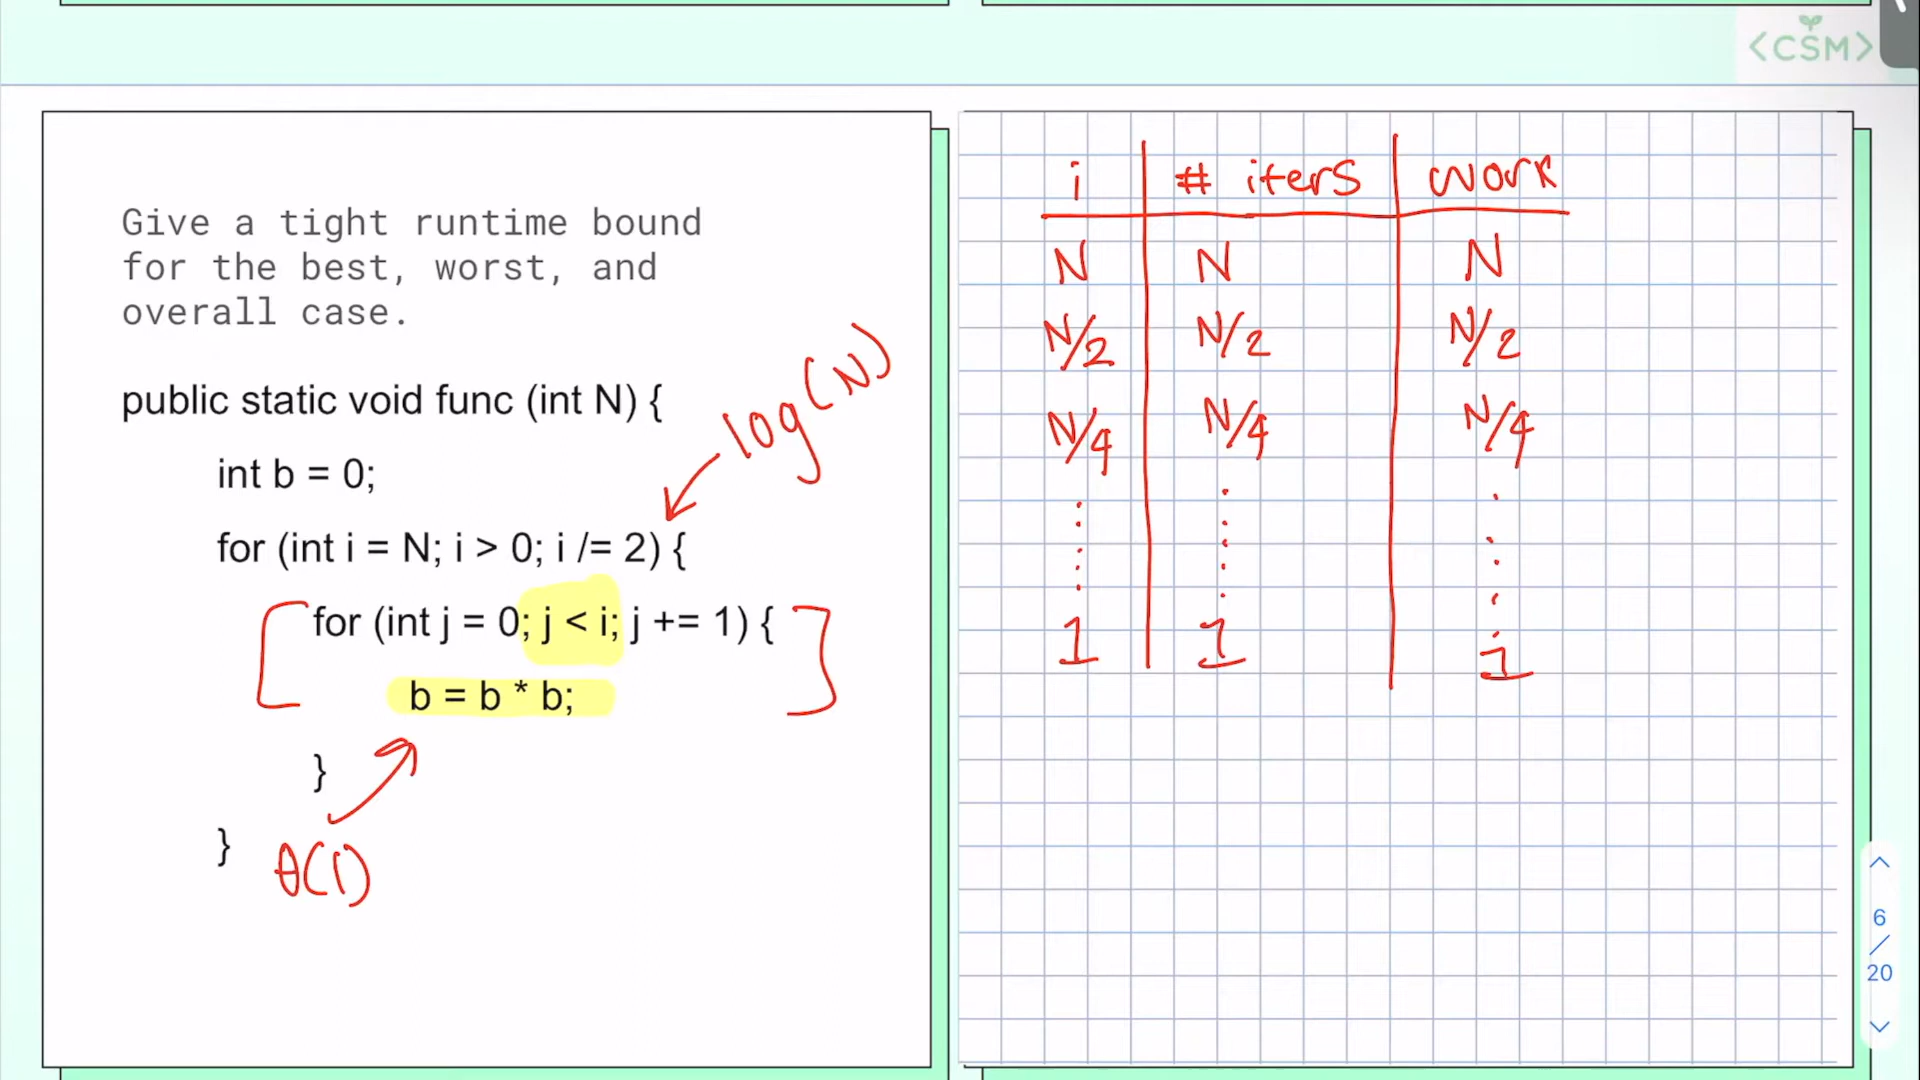 <CSM>
Give a tight runtime bound
for the best, worst, and
overall case.
public static void func (int N) {
int b = 0;
log(N)
for (int i = N; i > 0; i /= 2) {
for (int j = 0; j < i; j += 1) {
b = b * b;
}
}
θ(1)
i # iters work
N N N
N/2 N/2 N/2
N/4 N/4 N/4
1 1 1
6
/
20